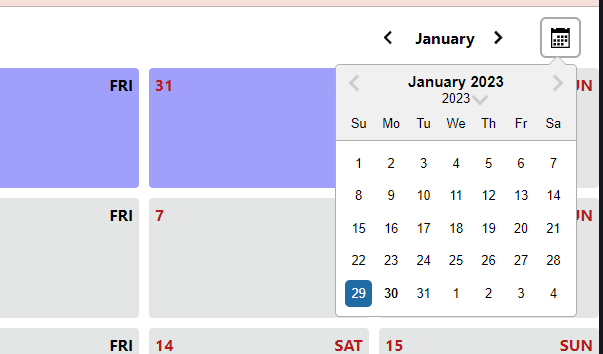 January
January 2023
2023
Su Mo Tu We Th Fr Sa
1 2 3 4 5 6 7
8 9 10 11 12 13 14
15 16 17 18 19 20 21
22 23 24 25 26 27 28
29 30 31 1 2 3 4
FRI 31 UN
FRI 7 UN
FRI 14 SAT 15 SUN